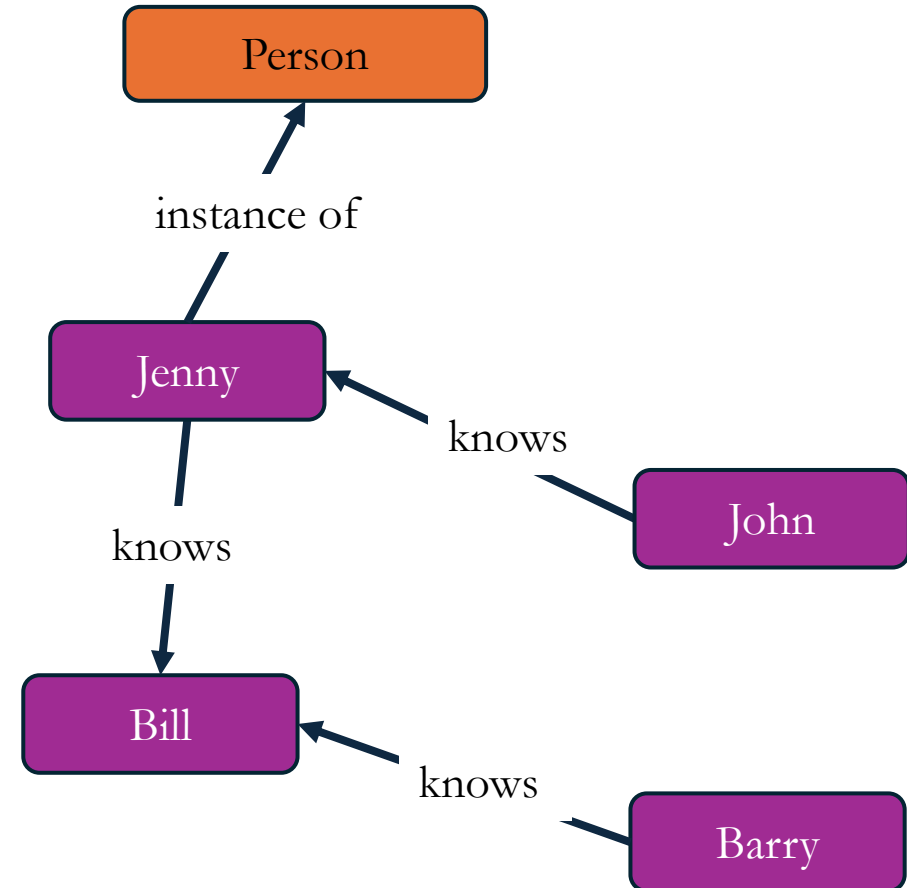 Person
instance of
Jenny
knows
John
knows
Bill
knows
Barry